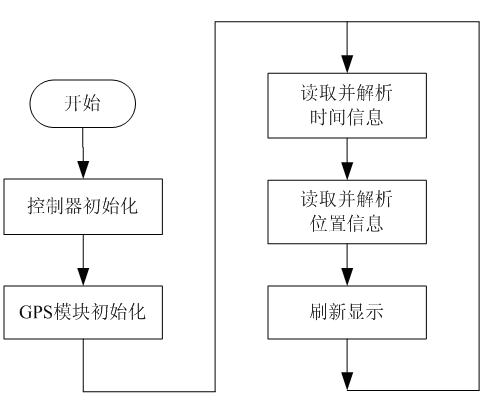 开始
控制器初始化
GPS模块初始化
读取并解析
时间信息
读取并解析
位置信息
刷新显示